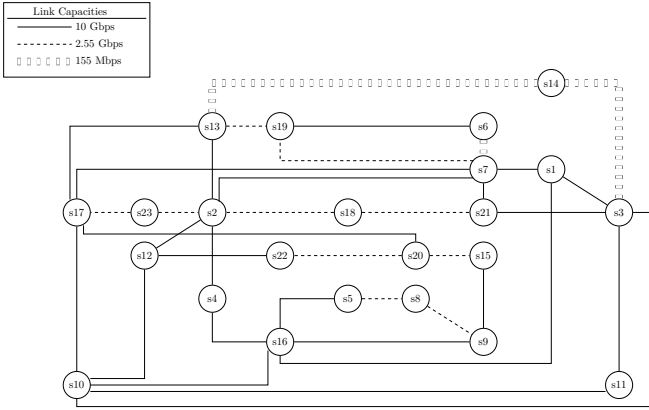 Link Capacities
10 Gbps
2.55 Gbps
155 Mbps
s14
s13
s19
s6
s7
s1
s17
s23
s2
s18
s21
s3
s12
s22
s20
s15
s4
s5
s8
s16
s9
s10
s11